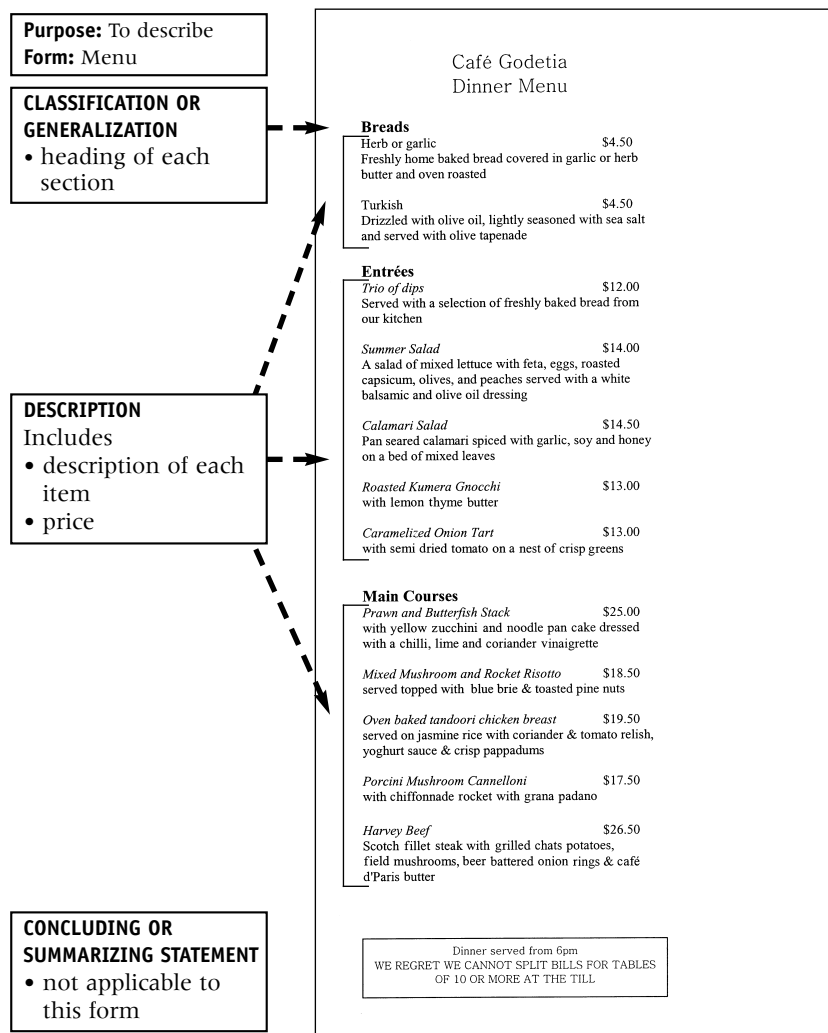 Purpose: To describe
Form: Menu
CLASSIFICATION OR
GENERALIZATION
• heading of each
section
DESCRIPTION
Includes
• description of each
item
• price
CONCLUDING OR
SUMMARIZING STATEMENT
• not applicable to
this form
Café Godetia
Dinner Menu
Breads
Herb or garlic $4.50
Freshly home baked bread covered in garlic or herb
butter and oven roasted
Turkish $4.50
Drizzled with olive oil, lightly seasoned with sea salt
and served with olive tapenade
Entrées
Trio of dips $12.00
Served with a selection of freshly baked bread from
our kitchen
Summer Salad $14.00
A salad of mixed lettuce with feta, eggs, roasted
capsicum, olives, and peaches served with a white
balsamic and olive oil dressing
Calamari Salad $14.50
Pan seared calamari spiced with garlic, soy and honey
on a bed of mixed leaves
Roasted Kumera Gnocchi $13.00
with lemon thyme butter
Caramelized Onion Tart $13.00
with semi dried tomato on a nest of crisp greens
Main Courses
Prawn and Butterfish Stack $25.00
with yellow zucchini and noodle pan cake dressed
with a chilli, lime and coriander vinaigrette
Mixed Mushroom and Rocket Risotto $18.50
served topped with blue brie & toasted pine nuts
Oven baked tandoori chicken breast $19.50
served on jasmine rice with coriander & tomato relish,
yoghurt sauce & crisp pappadums
Porcini Mushroom Cannelloni $17.50
with chiffonnade rocket with grana padano
Harvey Beef $26.50
Scotch fillet steak with grilled chats potatoes,
field mushrooms, beer battered onion rings & café
d'Paris butter
Dinner served from 6pm
WE REGRET WE CANNOT SPLIT BILLS FOR TABLES
OF 10 OR MORE AT THE TILL